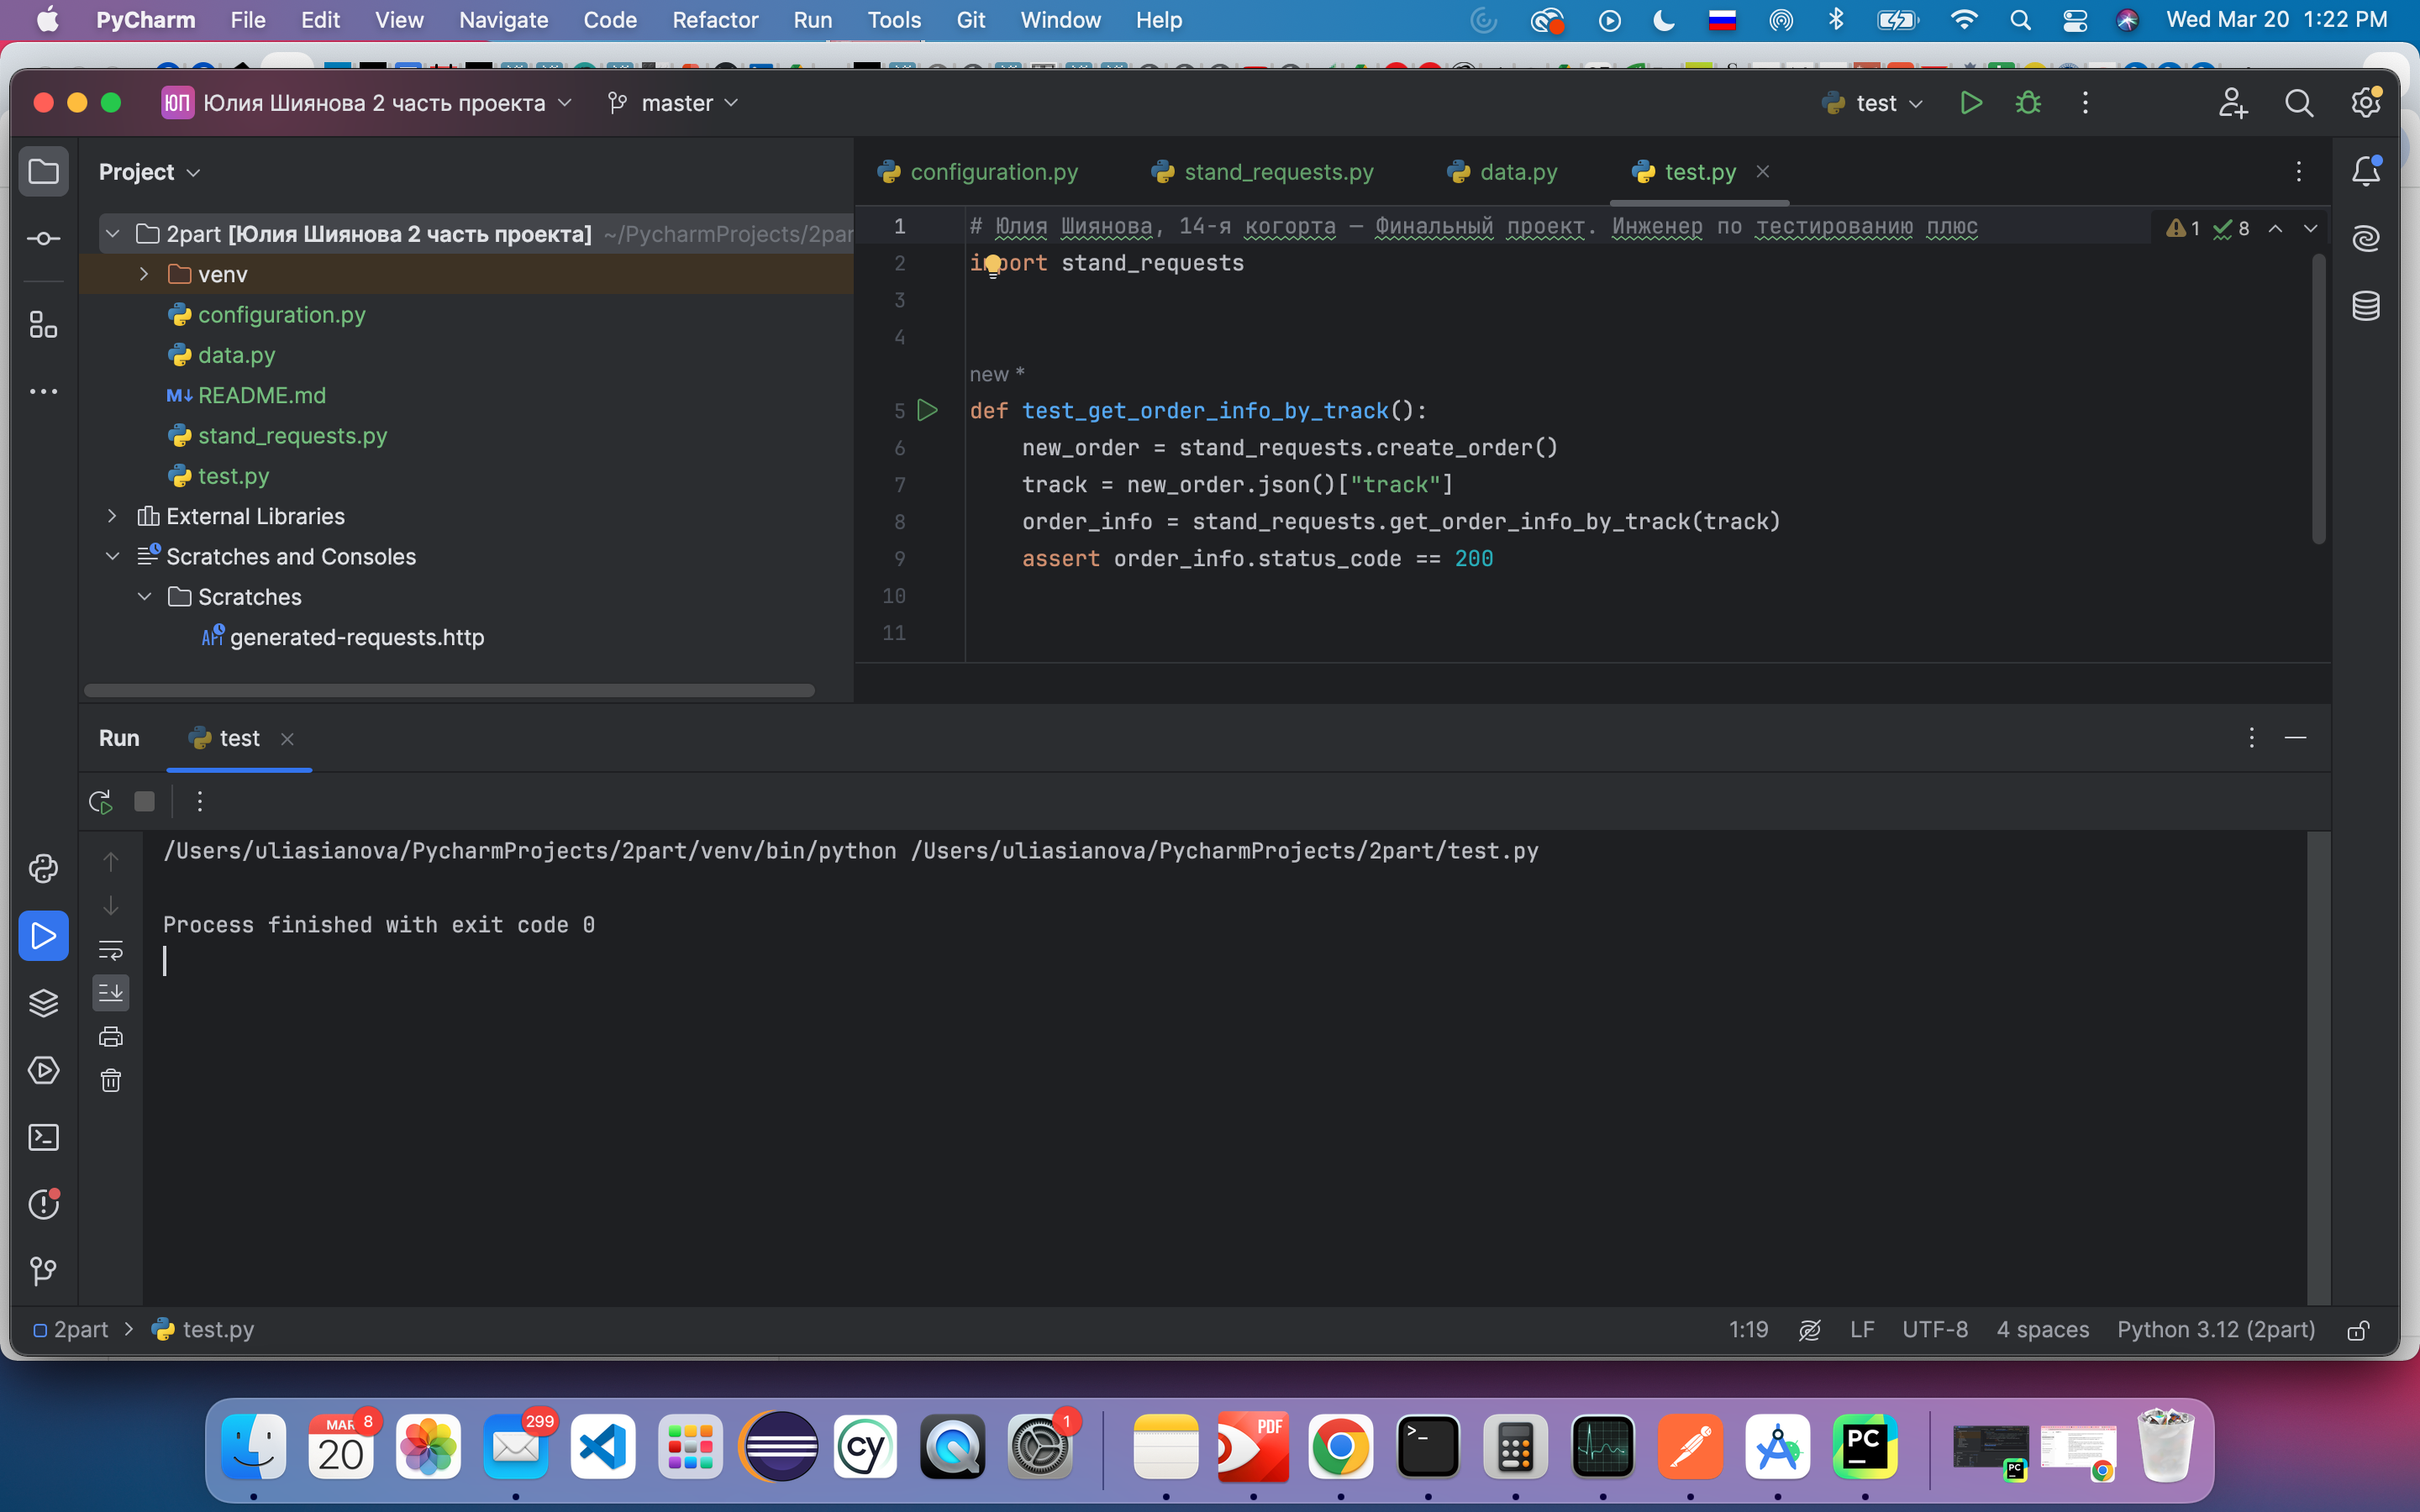 PyCharm File Edit View Navigate Code Refactor Run Tools Git Window Help Wed Mar 20 1:22 PM
ЮП Юлия Шиянова 2 часть проекта master test
Project
configuration.py stand_requests.py data.py test.py
2part [Юлия Шиянова 2 часть проекта] ~/PycharmProjects/2par
venv
configuration.py
data.py
README.md
stand_requests.py
test.py
External Libraries
Scratches and Consoles
Scratches
generated-requests.http
1 # Юлия Шиянова, 14-я когорта — Финальный проект. Инженер по тестированию плюс
1 8
2 import stand_requests
3
4
new *
5 def test_get_order_info_by_track():
6 new_order = stand_requests.create_order()
7 track = new_order.json()["track"]
8 order_info = stand_requests.get_order_info_by_track(track)
9 assert order_info.status_code == 200
10
11
Run test
/Users/uliasianova/PycharmProjects/2part/venv/bin/python /Users/uliasianova/PycharmProjects/2part/test.py
Process finished with exit code 0
2part test.py 1:19 LF UTF-8 4 spaces Python 3.12 (2part)
MAR 8
20
299
cy
1
PDF
PC
PC